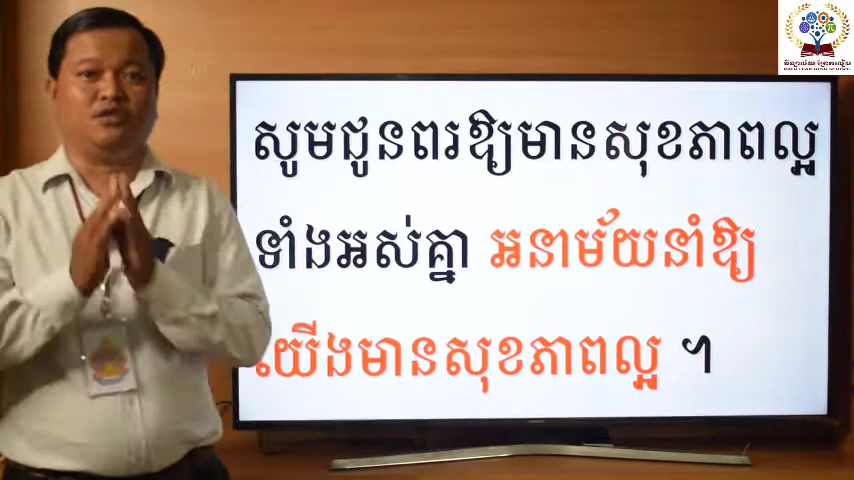 សូមជូនពរឱ្យមានសុខភាពល្អ
ទាំងអស់គ្នា អនាម័យនាំឱ្យ
យើងមានសុខភាពល្អ ។